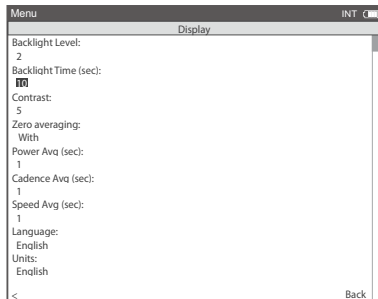 Menu INT
Display
Backlight Level:
2
Backlight Time (sec):
10
Contrast:
5
Zero averaging:
With
Power Avg (sec):
1
Cadence Avg (sec):
1
Speed Avg (sec):
1
Language:
English
Units:
English
< Back